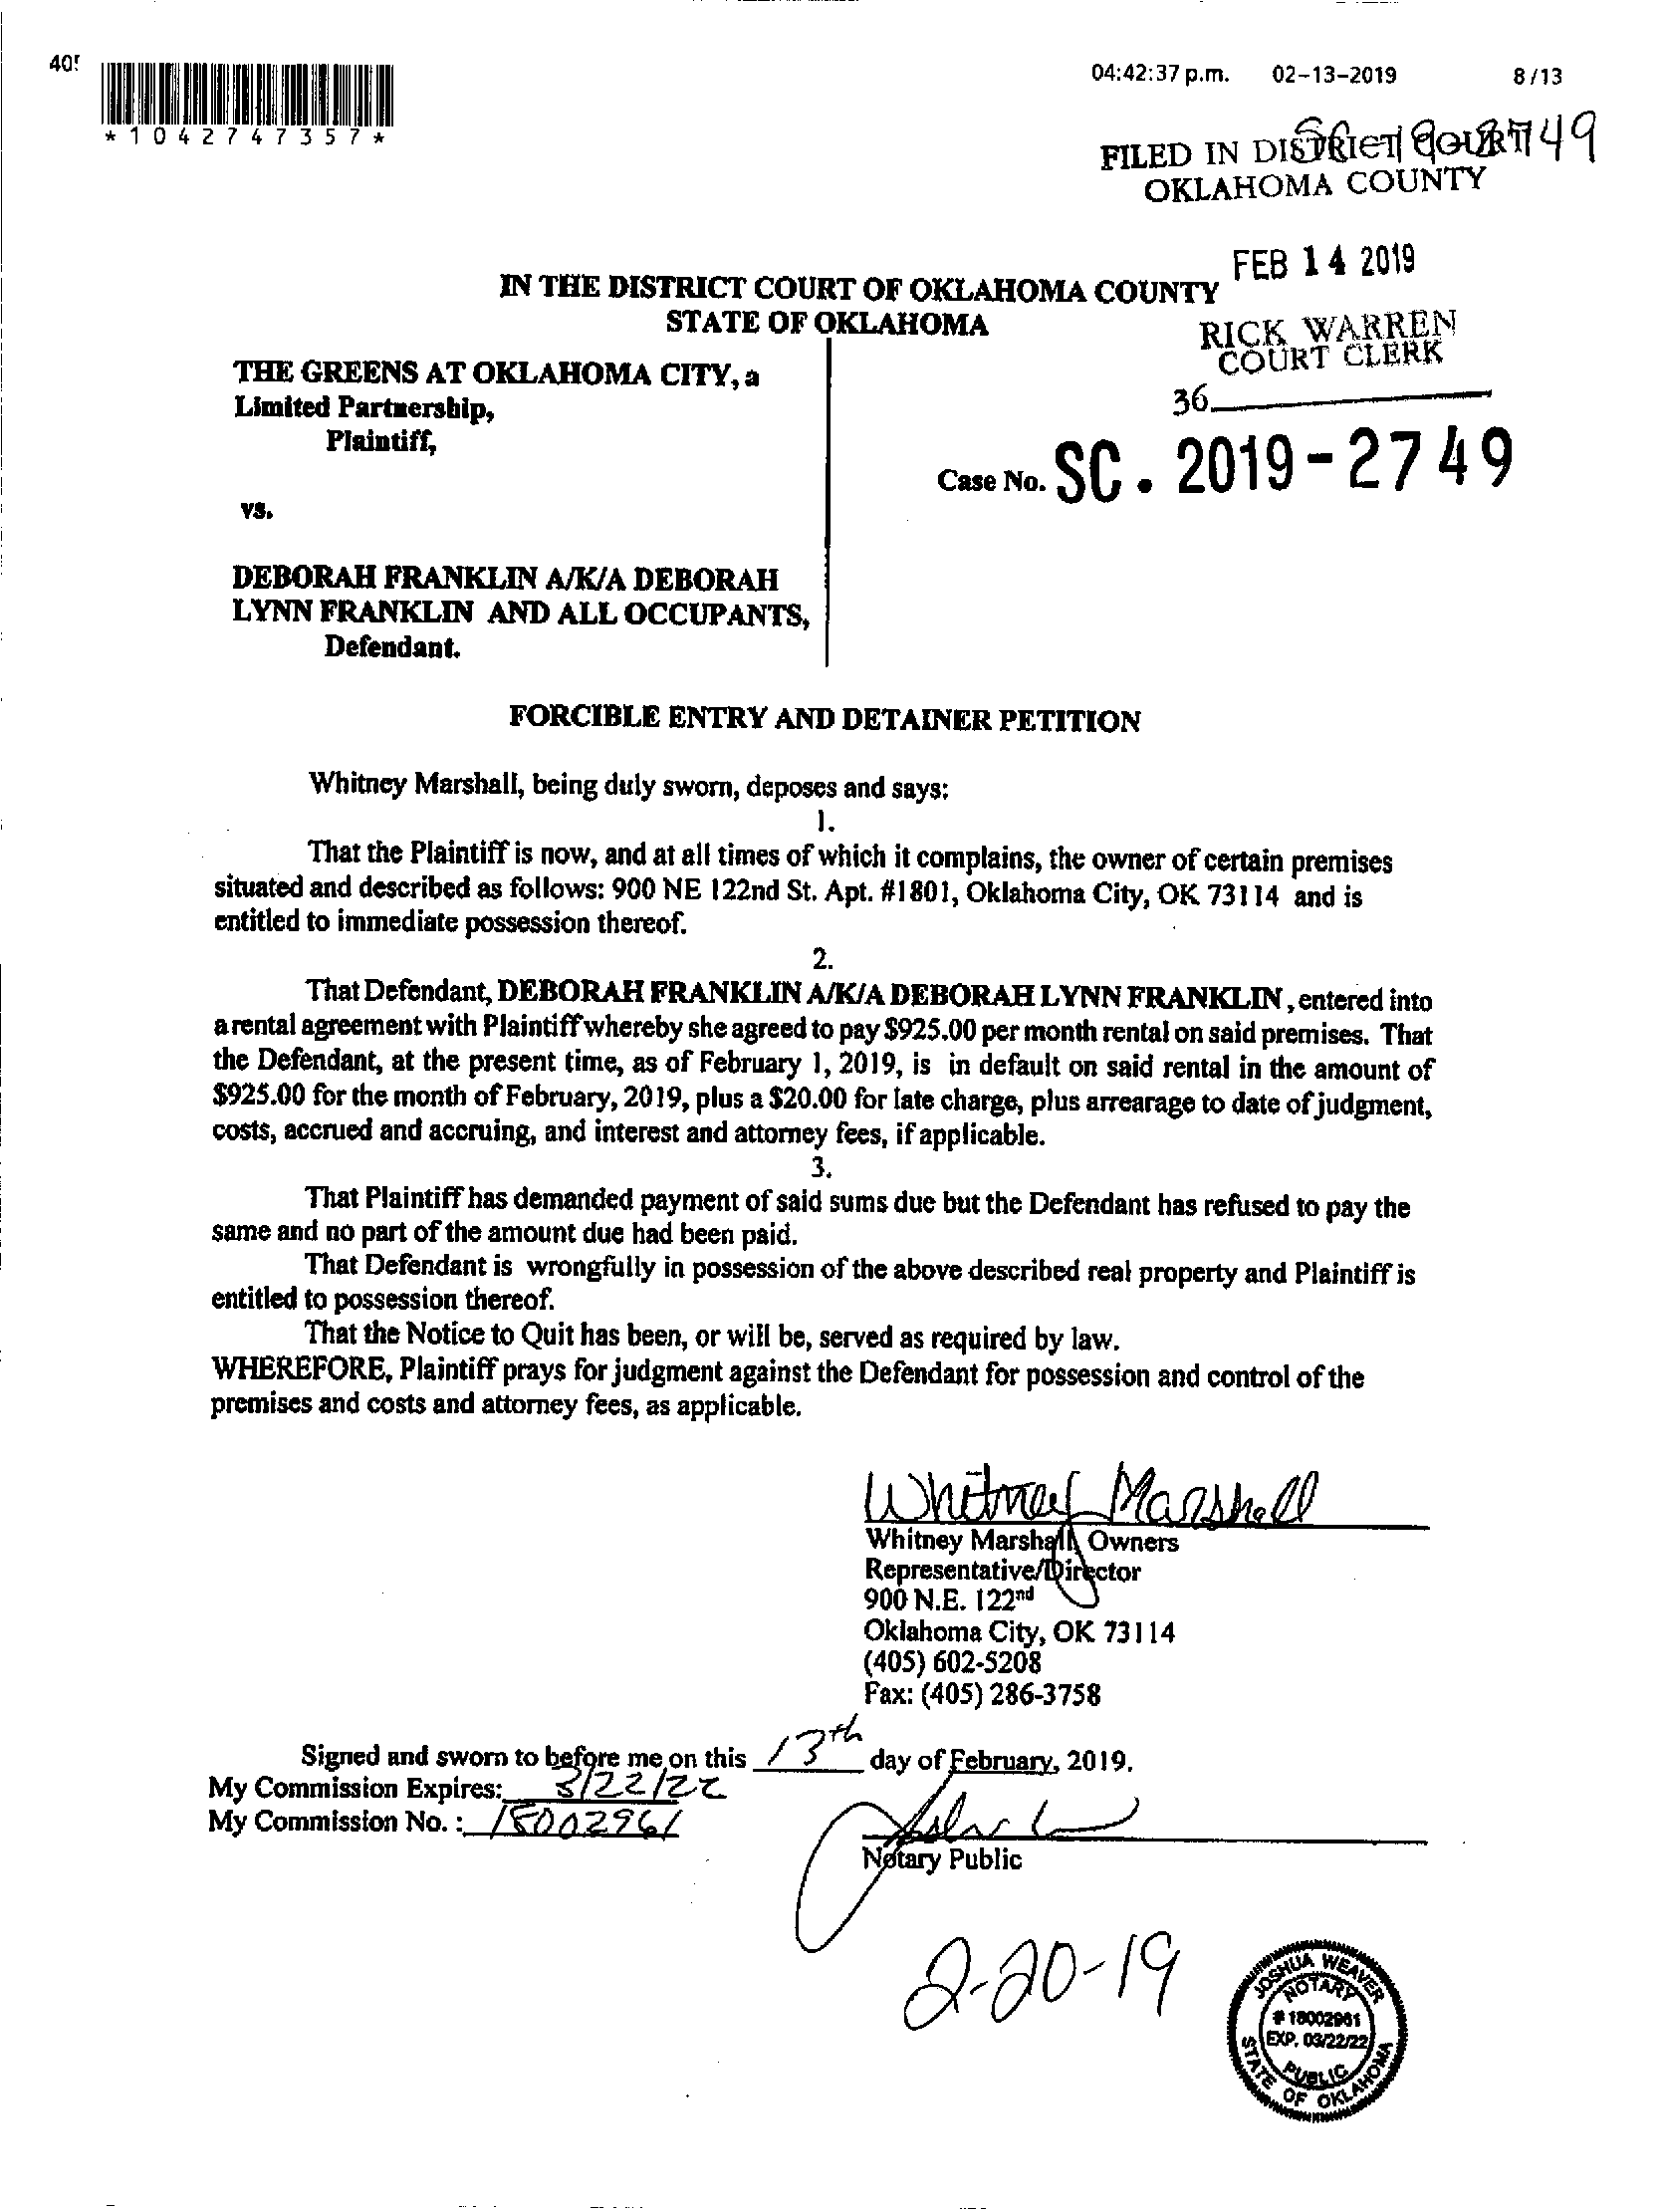 405
04:42:37 p.m. 02-13-2019 8/13
*1042747357*
FILED IN DISTRICT COURT
OKLAHOMA COUNTY
FEB 14 2019
IN THE DISTRICT COURT OF OKLAHOMA COUNTY
STATE OF OKLAHOMA
RICK WARREN
COURT CLERK
36
THE GREENS AT OKLAHOMA CITY, a
Limited Partnership,
Plaintiff,
Case No. SC. 2019-2749
vs.
DEBORAH FRANKLIN A/K/A DEBORAH
LYNN FRANKLIN AND ALL OCCUPANTS,
Defendant.
FORCIBLE ENTRY AND DETAINER PETITION
Whitney Marshall, being duly sworn, deposes and says:
1.
That the Plaintiff is now, and at all times of which it complains, the owner of certain premises
situated and described as follows: 900 NE 122nd St. Apt. #1801, Oklahoma City, OK 73114 and is
entitled to immediate possession thereof.
2.
That Defendant, DEBORAH FRANKLIN A/K/A DEBORAH LYNN FRANKLIN, entered into
a rental agreement with Plaintiff whereby she agreed to pay $925.00 per month rental on said premises. That
the Defendant, at the present time, as of February 1, 2019, is in default on said rental in the amount of
$925.00 for the month of February, 2019, plus a $20.00 for late charge, plus arrearage to date of judgment,
costs, accrued and accruing, and interest and attorney fees, if applicable.
3.
That Plaintiff has demanded payment of said sums due but the Defendant has refused to pay the
same and no part of the amount due had been paid.
That Defendant is wrongfully in possession of the above described real property and Plaintiff is
entitled to possession thereof.
That the Notice to Quit has been, or will be, served as required by law.
WHEREFORE, Plaintiff prays for judgment against the Defendant for possession and control of the
premises and costs and attorney fees, as applicable.
Whitney Marshall
Whitney Marshall, Owners
Representative/Director
900 N.E. 122nd
Oklahoma City, OK 73114
(405) 602-5208
Fax: (405) 286-3758
Signed and sworn to before me on this 13th day of February, 2019.
My Commission Expires: 3/22/22
My Commission No. : 18002961
Notary Public
2-20-19
JOSHUA WEAVER
NOTARY
# 18002961
EXP. 03/22/22
PUBLIC
STATE OF OKLAHOMA